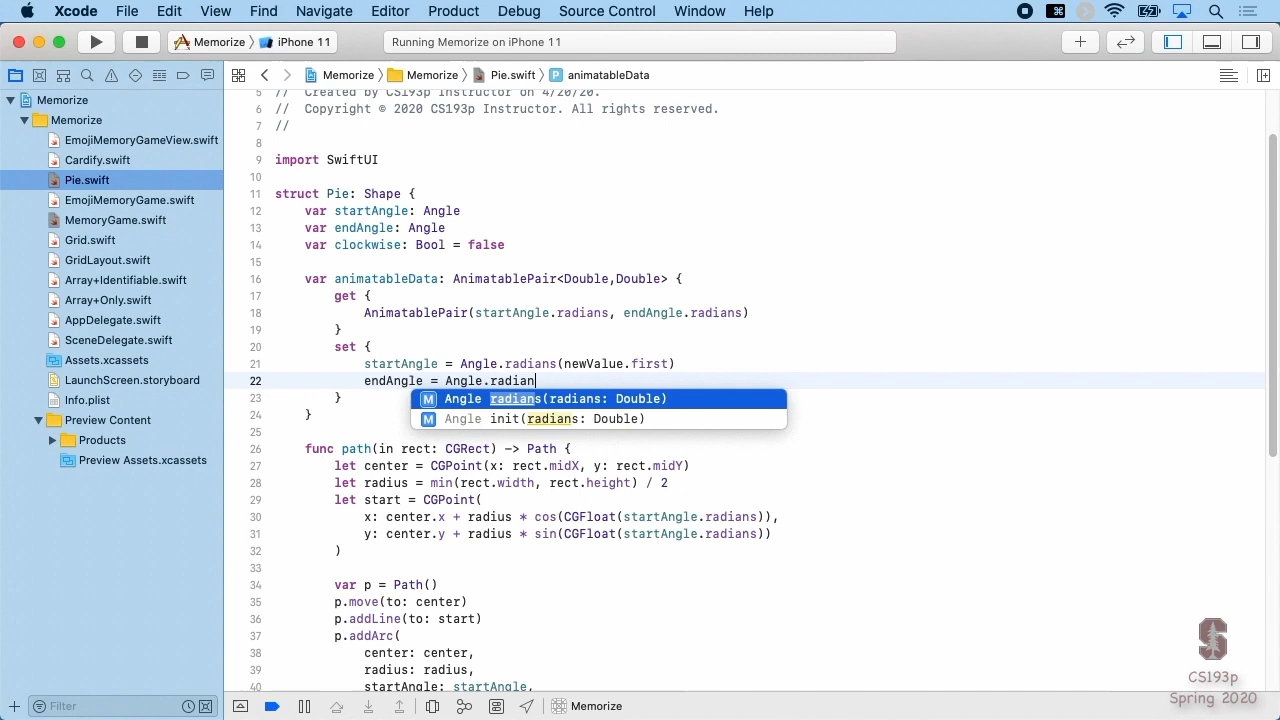 Xcode File Edit View Find Navigate Editor Product Debug Source Control Window Help
Memorize iPhone 11 Running Memorize on iPhone 11
Memorize Memorize Pie.swift P animatableData
Memorize
Memorize
EmojiMemoryGameView.swift
Cardify.swift
Pie.swift
EmojiMemoryGame.swift
MemoryGame.swift
Grid.swift
GridLayout.swift
Array+Identifiable.swift
Array+Only.swift
AppDelegate.swift
SceneDelegate.swift
Assets.xcassets
LaunchScreen.storyboard
Info.plist
Preview Content
Products
Preview Assets.xcassets
Filter
5 // Created by CS193p Instructor on 4/20/20.
6 // Copyright © 2020 CS193p Instructor. All rights reserved.
7 //
8
9 import SwiftUI
10
11 struct Pie: Shape {
12 var startAngle: Angle
13 var endAngle: Angle
14 var clockwise: Bool = false
15
16 var animatableData: AnimatablePair<Double,Double> {
17 get {
18 AnimatablePair(startAngle.radians, endAngle.radians)
19 }
20 set {
21 startAngle = Angle.radians(newValue.first)
22 endAngle = Angle.radian
M Angle radians(radians: Double)
M Angle init(radians: Double)
23 }
24 }
25
26 func path(in rect: CGRect) -> Path {
27 let center = CGPoint(x: rect.midX, y: rect.midY)
28 let radius = min(rect.width, rect.height) / 2
29 let start = CGPoint(
30 x: center.x + radius * cos(CGFloat(startAngle.radians)),
31 y: center.y + radius * sin(CGFloat(startAngle.radians))
32 )
33
34 var p = Path()
35 p.move(to: center)
36 p.addLine(to: start)
37 p.addArc(
38 center: center,
39 radius: radius,
40 startAngle: startAngle,
Memorize
S
CS193p
Spring 2020